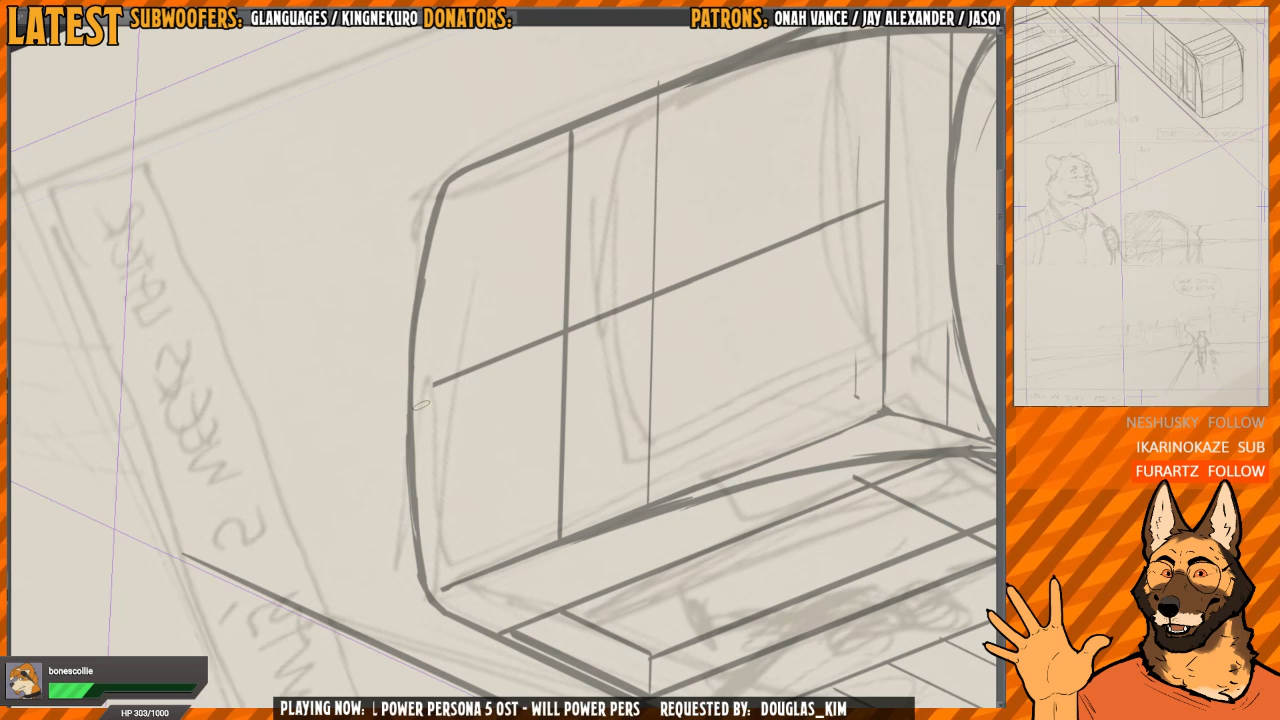 LATEST SUBWOOFERS: GLANGUAGES / KINGNEKURO DONATORS: PATRONS: ONAH VANCE / JAY ALEXANDER / JASON
NESHUSKY FOLLOW
IKARINOKAZE SUB
FURARTZ FOLLOW
bonescollie
HP 303/1000
PLAYING NOW: L POWER PERSONA 5 OST - WILL POWER PERS REQUESTED BY: DOUGLAS_KIM